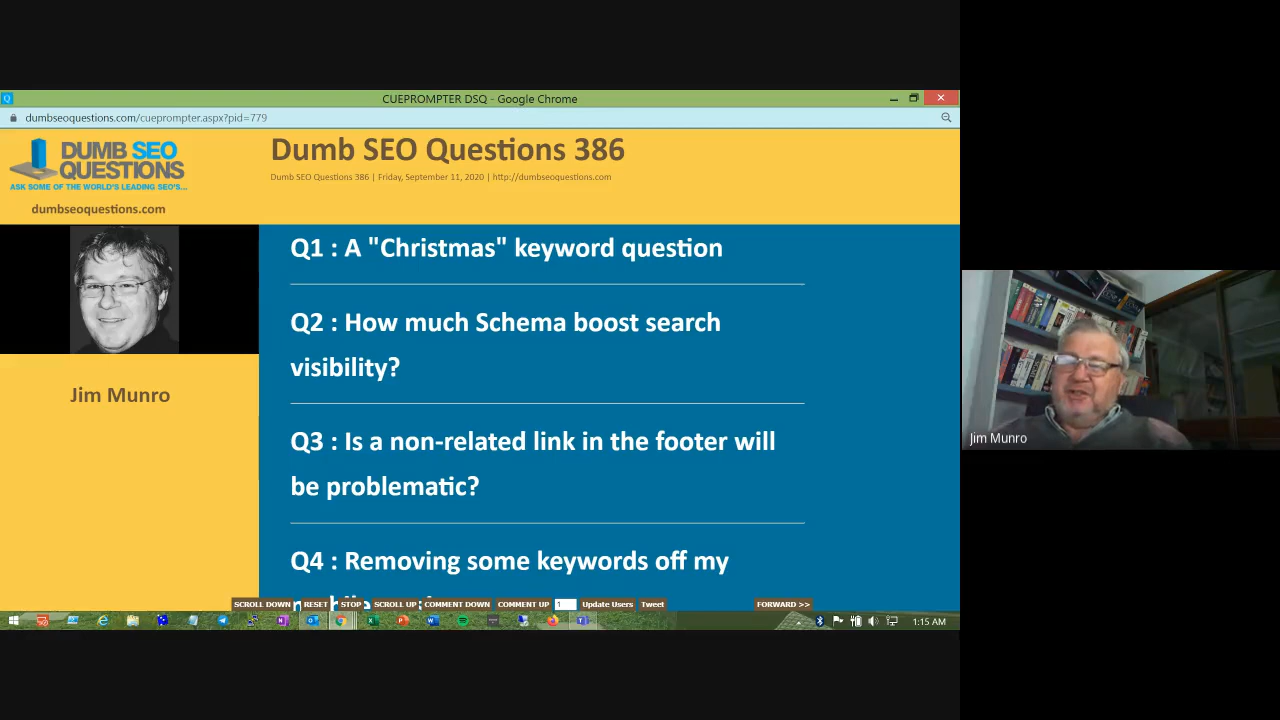 CUEPROMPTER DSQ - Google Chrome
dumbseoquestions.com/cueprompter.aspx?pid=779
DUMB SEO
QUESTIONS
ASK SOME OF THE WORLD'S LEADING SEO'S...
dumbseoquestions.com
Dumb SEO Questions 386
Dumb SEO Questions 386 | Friday, September 11, 2020 | http://dumbseoquestions.com
Jim Munro
Q1 : A "Christmas" keyword question
Q2 : How much Schema boost search
visibility?
Q3 : Is a non-related link in the footer will
be problematic?
Q4 : Removing some keywords off my
SCROLL DOWN RESET STOP SCROLL UP COMMENT DOWN COMMENT UP 1 Update Users Tweet FORWARD >>
1:15 AM
Jim Munro